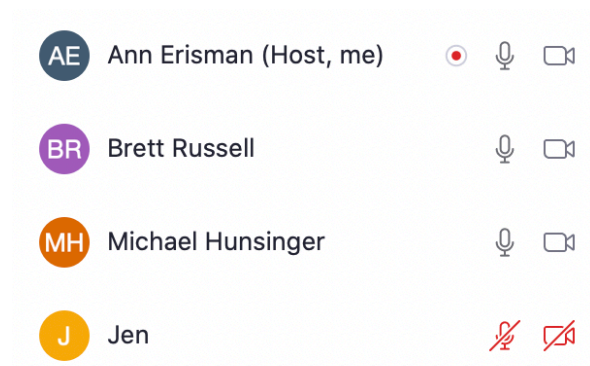 AE Ann Erisman (Host, me)
BR Brett Russell
MH Michael Hunsinger
J Jen